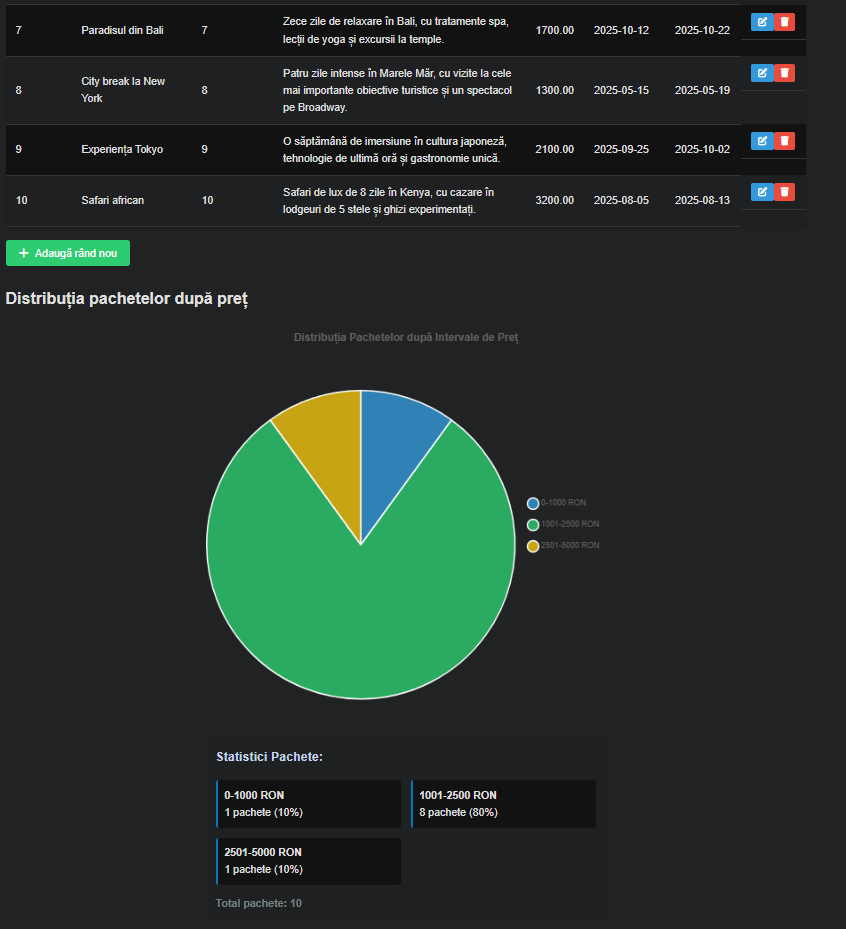 7 Paradisul din Bali 7 Zece zile de relaxare în Bali, cu tratamente spa, lecții de yoga și excursii la temple. 1700.00 2025-10-12 2025-10-22
8 City break la New York 8 Patru zile intense în Marele Măr, cu vizite la cele mai importante obiective turistice și un spectacol pe Broadway. 1300.00 2025-05-15 2025-05-19
9 Experiența Tokyo 9 O săptămână de imersiune în cultura japoneză, tehnologie de ultimă oră și gastronomie unică. 2100.00 2025-09-25 2025-10-02
10 Safari african 10 Safari de lux de 8 zile în Kenya, cu cazare în lodgeuri de 5 stele și ghizi experimentați. 3200.00 2025-08-05 2025-08-13
+ Adaugă rând nou
Distribuția pachetelor după preț
Distribuția Pachetelor după Intervale de Preț
0-1000 RON
1001-2500 RON
2501-5000 RON
Statistici Pachete:
0-1000 RON
1 pachete (10%)
1001-2500 RON
8 pachete (80%)
2501-5000 RON
1 pachete (10%)
Total pachete: 10